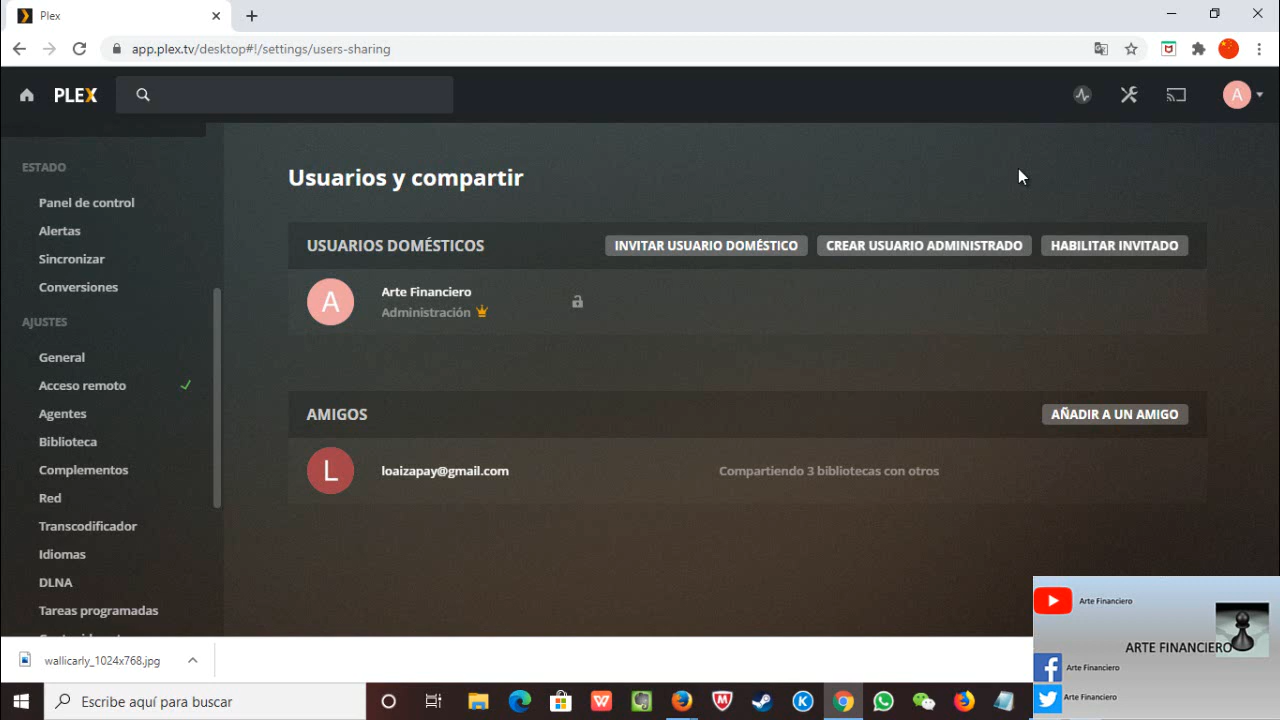 Plex
app.plex.tv/desktop#!/settings/users-sharing
PLEX
A
ESTADO
Panel de control
Alertas
Sincronizar
Conversiones
AJUSTES
General
Acceso remoto
Agentes
Biblioteca
Complementos
Red
Transcodificador
Idiomas
DLNA
Tareas programadas
Usuarios y compartir
USUARIOS DOMÉSTICOS
INVITAR USUARIO DOMÉSTICO
CREAR USUARIO ADMINISTRADO
HABILITAR INVITADO
A
Arte Financiero
Administración
AMIGOS
AÑADIR A UN AMIGO
L
loaizapay@gmail.com
Compartiendo 3 bibliotecas con otros
wallicarly_1024x768.jpg
Arte Financiero
ARTE FINANCIERO
Arte Financiero
Arte Financiero
Escribe aquí para buscar